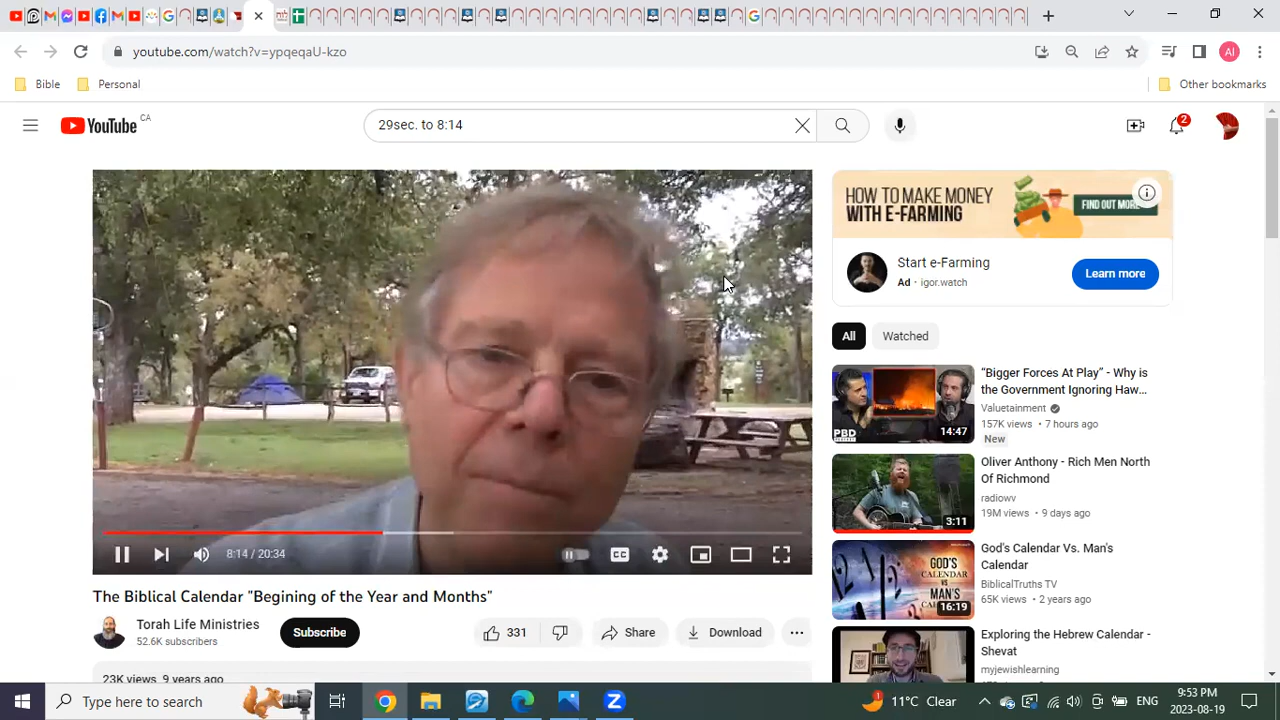 youtube.com/watch?v=ypqeqaU-kzo
Bible
Personal
Other bookmarks
AI
YouTube CA
29sec. to 8:14
2
HOW TO MAKE MONEY
WITH E-FARMING
FIND OUT MORE
Start e-Farming
Ad · igor.watch
Learn more
All
Watched
8:14 / 20:34
CC
The Biblical Calendar "Begining of the Year and Months"
Torah Life Ministries
52.6K subscribers
Subscribe
331
Share
Download
23K views 9 years ago
PBD
14:47
“Bigger Forces At Play” - Why is
the Government Ignoring Haw...
Valuetainment
157K views • 7 hours ago
New
3:11
Oliver Anthony - Rich Men North
Of Richmond
radiowv
19M views • 9 days ago
GOD'S
CALENDAR
VS
MAN'S
16:19
God's Calendar Vs. Man's
Calendar
BiblicalTruths TV
65K views • 2 years ago
Exploring the Hebrew Calendar -
Shevat
myjewishlearning
Type here to search
1
11°C Clear
ENG
9:53 PM
2023-08-19